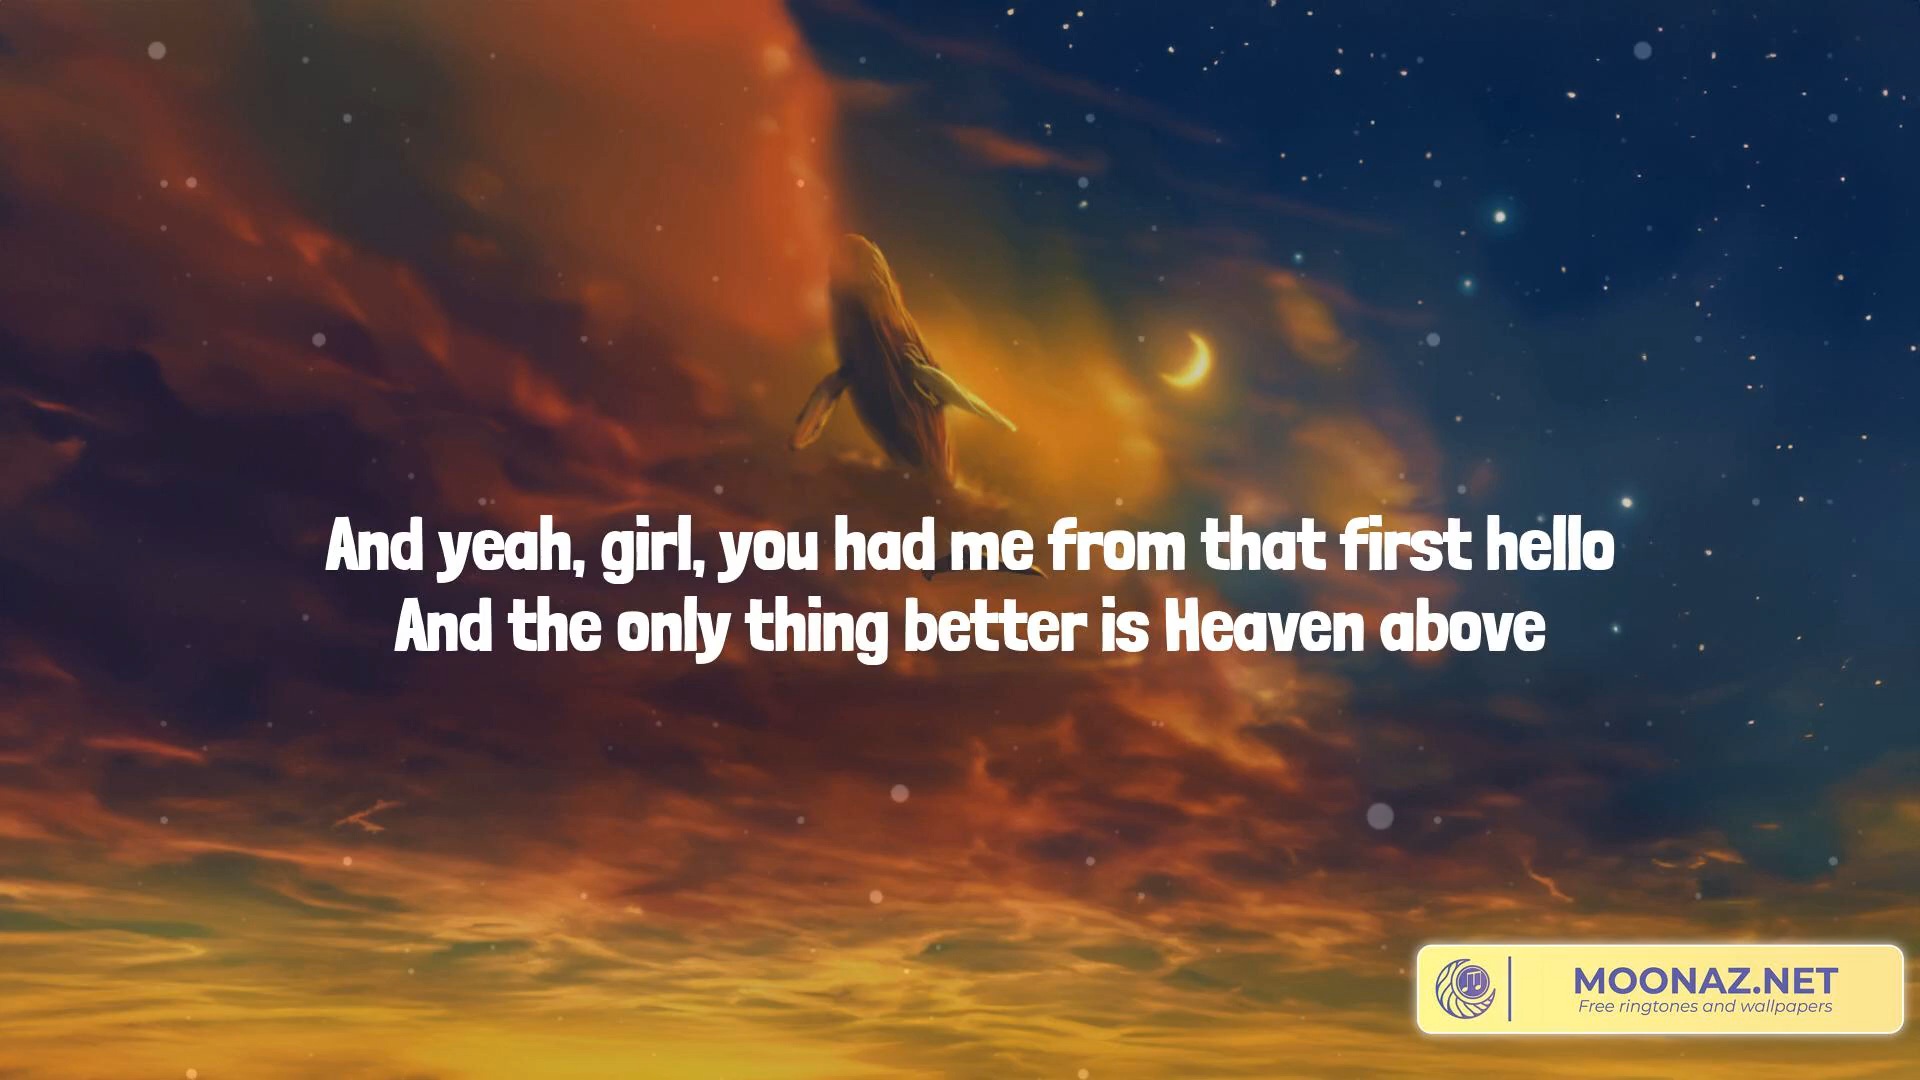 And yeah, girl, you had me from that first hello
And the only thing better is Heaven above
MOONAZ.NET
Free ringtones and wallpapers